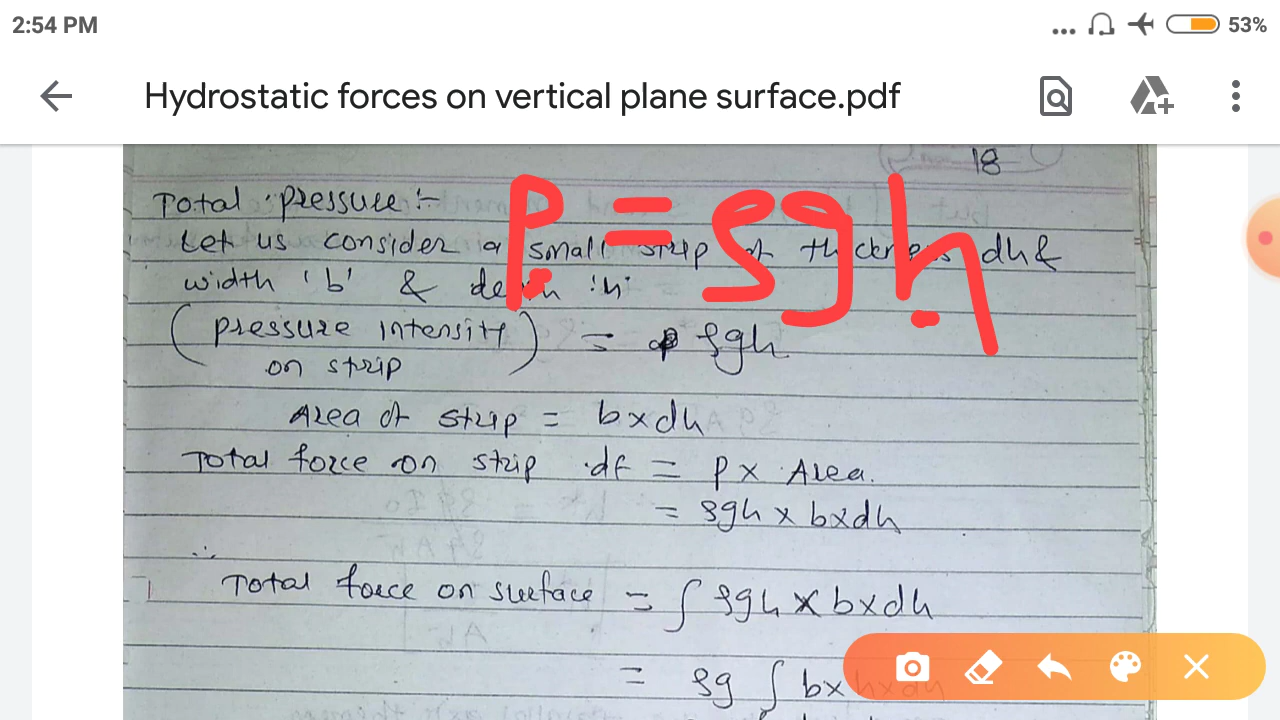 2:54 PM
53%
Hydrostatic forces on vertical plane surface.pdf
18
Total pressure :-
P = ρgh
Let us consider a small strip of thickness dh &
width 'b' & depth 'h'
(pressure intensity on strip) = ρgh
Area of strip = b×dh
Total force on strip df = P × Area.
= ρgh × b×dh
∴
Total force on surface = ∫ ρgh × b×dh
= ρg ∫ b×h×dh